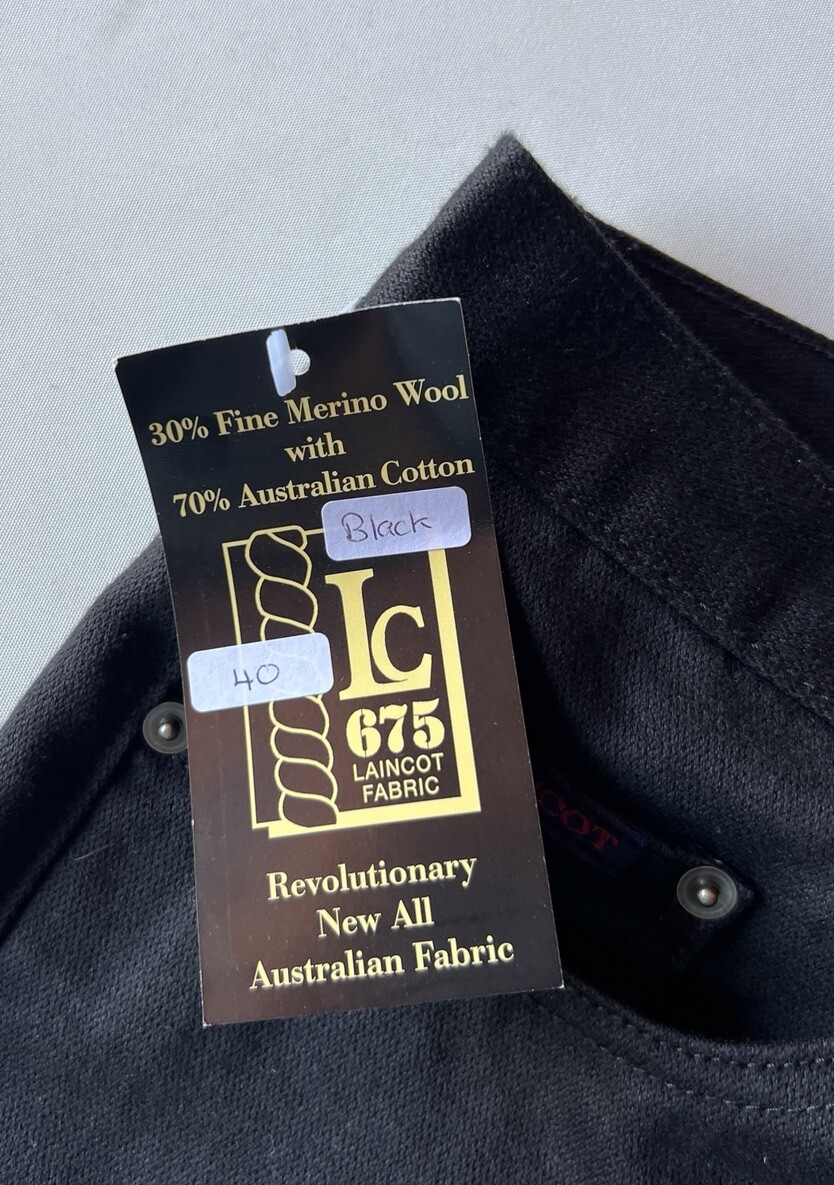 30% Fine Merino Wool
with
70% Australian Cotton
Black
LC
40
675
LAINCOT
FABRIC
COT
Revolutionary
New All
Australian Fabric